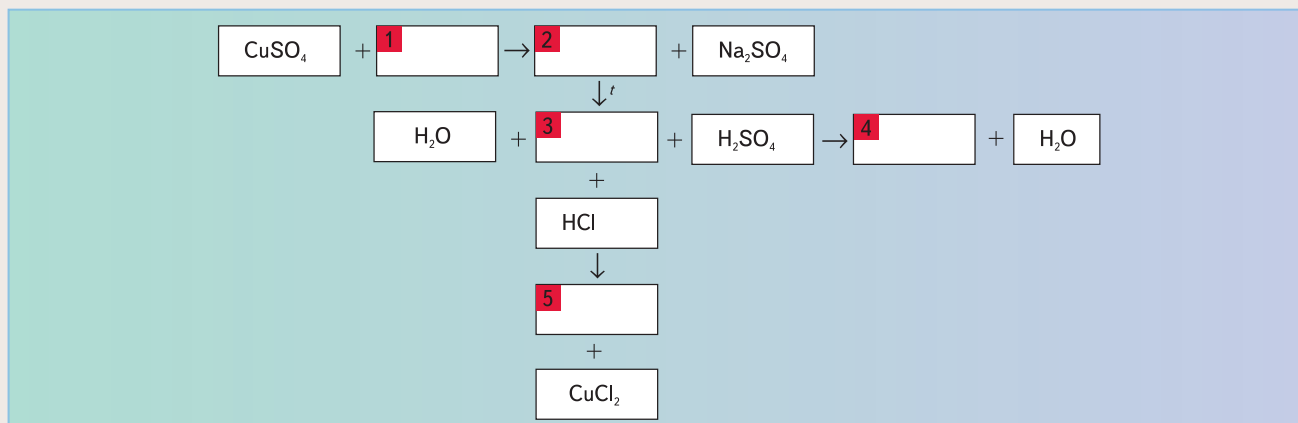 CuSO₄ + 1 → 2 + Na₂SO₄
↓ t
H₂O + 3 + H₂SO₄ → 4 + H₂O
+
HCl
↓
5
+
CuCl₂